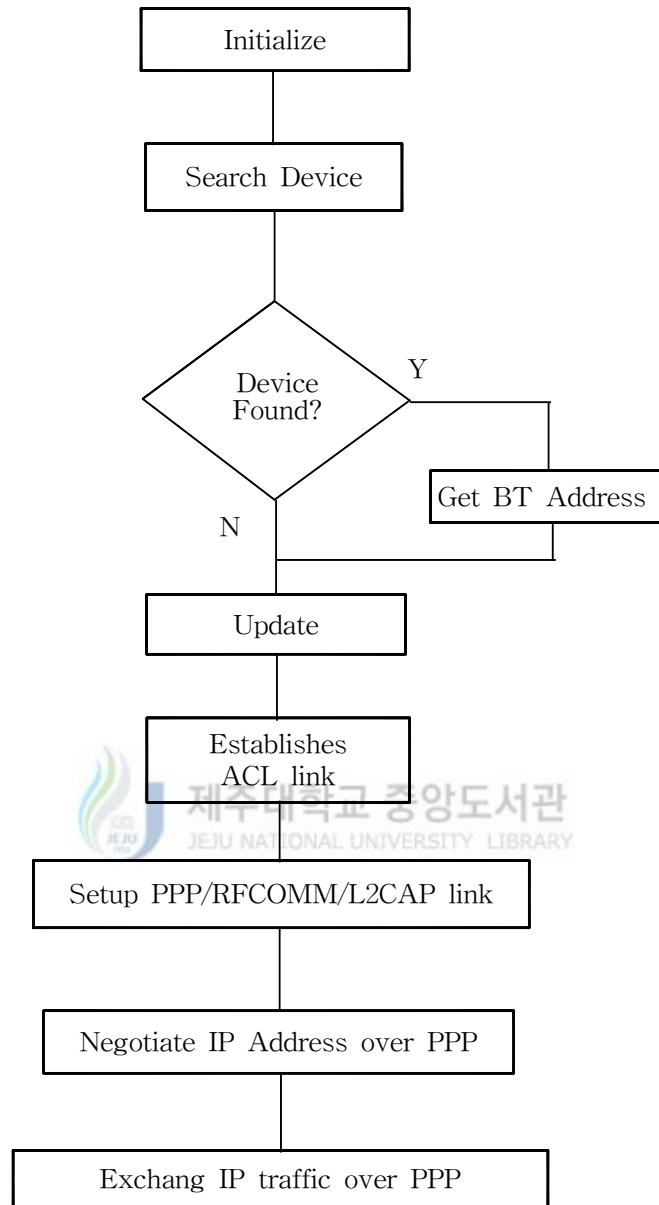 Initialize
Search Device
Device
Found?
Y
Get BT Address
N
Update
Establishes
ACL link
제주대학교 중앙도서관
JEJU NATIONAL UNIVERSITY LIBRARY
Setup PPP/RFCOMM/L2CAP link
Negotiate IP Address over PPP
Exchang IP traffic over PPP